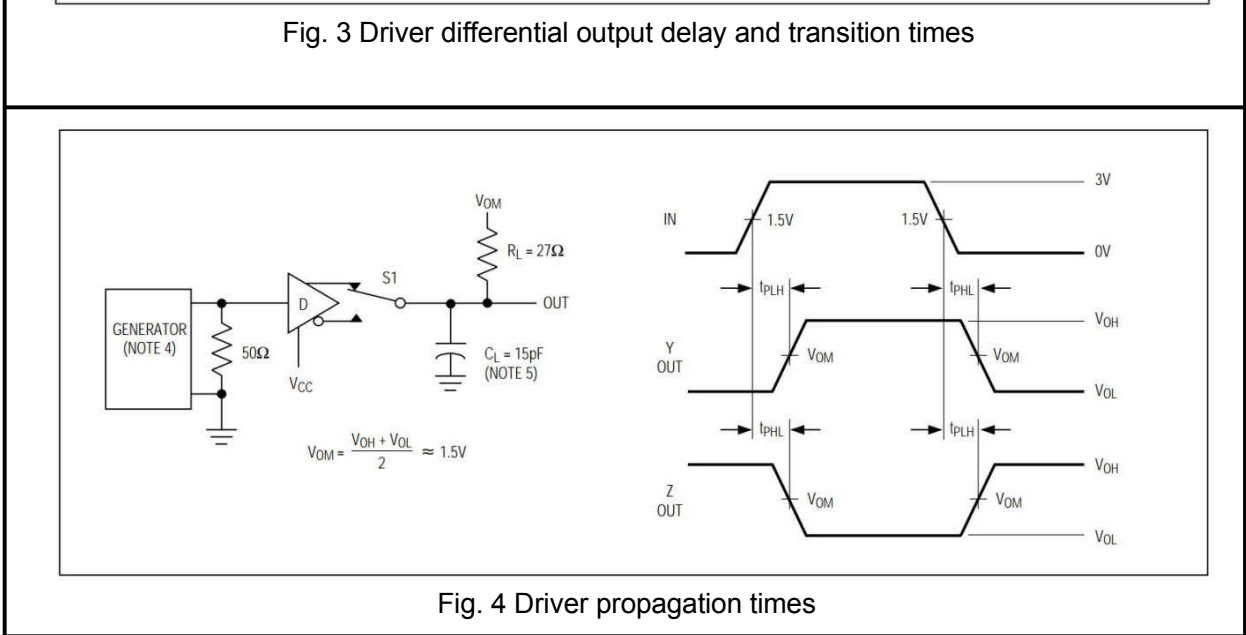 Fig. 3 Driver differential output delay and transition times
GENERATOR
(NOTE 4)
50Ω
D
VCC
S1
VOM
RL = 27Ω
OUT
CL = 15pF
(NOTE 5)
VOM = VOH + VOL / 2 ≈ 1.5V
IN
1.5V
1.5V
3V
0V
tPLH
tPHL
Y
OUT
VOM
VOM
VOH
VOL
tPHL
tPLH
Z
OUT
VOM
VOM
VOH
VOL
Fig. 4 Driver propagation times